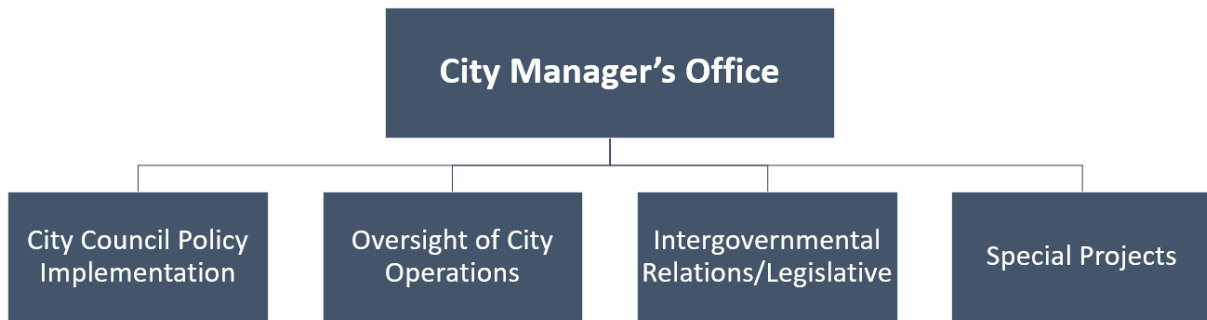 City Manager’s Office
City Council Policy
Implementation
Oversight of City
Operations
Intergovernmental
Relations/Legislative
Special Projects